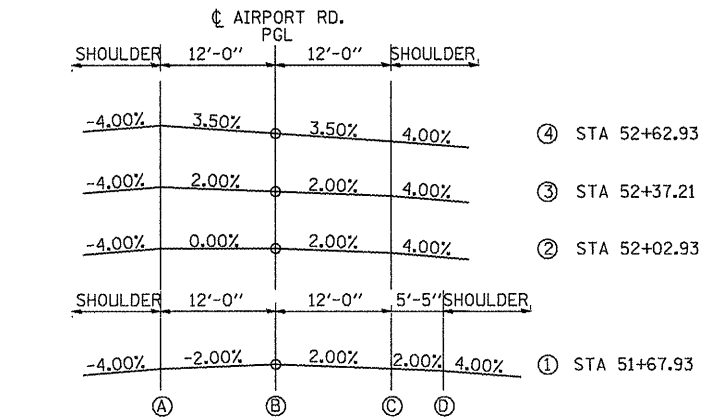 ℄ AIRPORT RD.
PGL
SHOULDER 12'-0" 12'-0" SHOULDER
-4.00% 3.50% 3.50% 4.00% ④ STA 52+62.93
-4.00% 2.00% 2.00% 4.00% ③ STA 52+37.21
-4.00% 0.00% 2.00% 4.00% ② STA 52+02.93
SHOULDER 12'-0" 12'-0" 5'-5" SHOULDER
-4.00% -2.00% 2.00% 2.00% 4.00% ① STA 51+67.93
Ⓐ Ⓑ Ⓒ Ⓓ